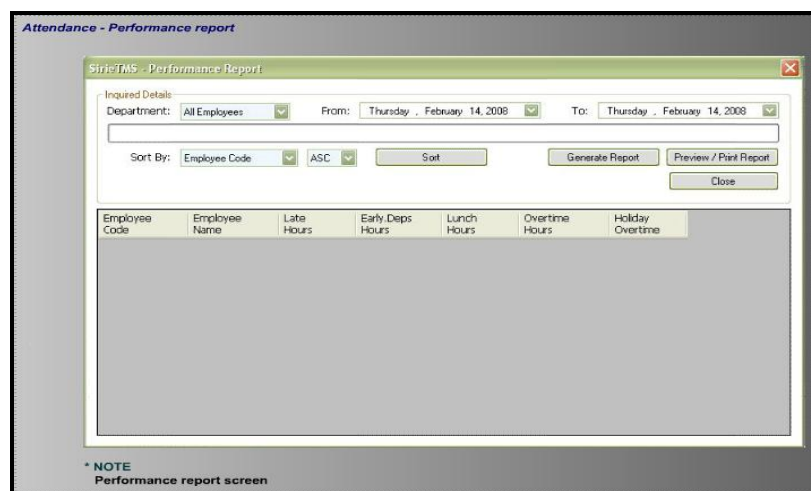 Attendance - Performance report
SirieTMS - Performance Report
Inquired Details
Department: All Employees From: Thursday , February 14, 2008 To: Thursday , February 14, 2008
Sort By: Employee Code ASC Sort Generate Report Preview / Print Report
Close
Employee Code Employee Name Late Hours Early.Deps Hours Lunch Hours Overtime Hours Holiday Overtime
* NOTE
Performance report screen